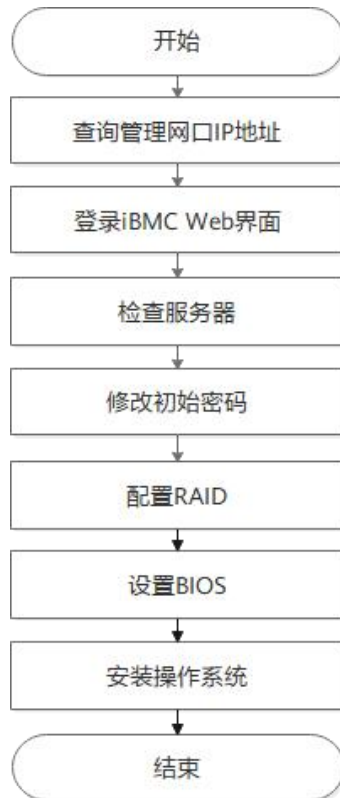 开始
查询管理网口IP地址
登录iBMC Web界面
检查服务器
修改初始密码
配置RAID
设置BIOS
安装操作系统
结束